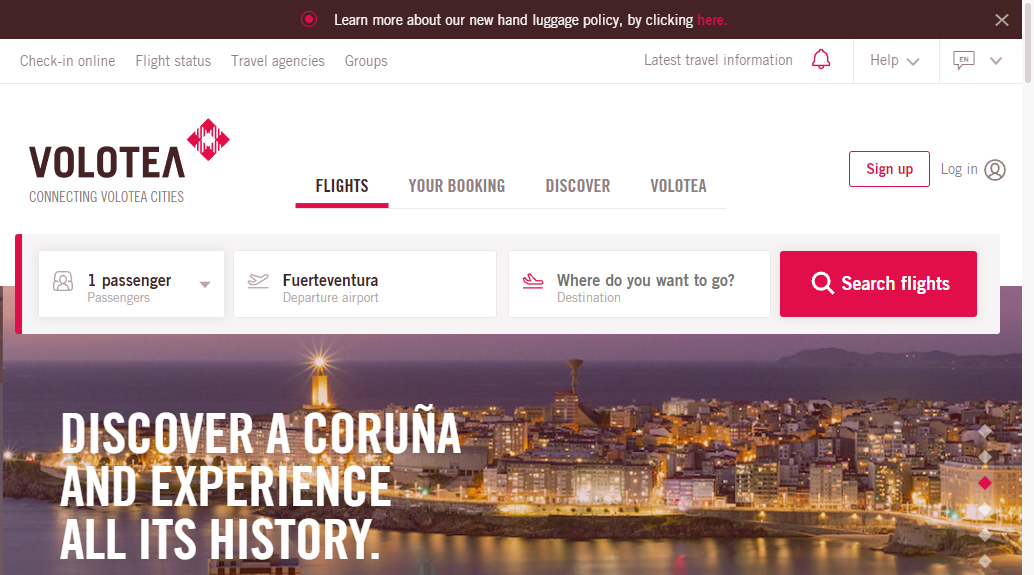 Learn more about our new hand luggage policy, by clicking here.
Check-in online Flight status Travel agencies Groups Latest travel information Help EN
VOLOTEA
CONNECTING VOLOTEA CITIES
FLIGHTS YOUR BOOKING DISCOVER VOLOTEA
Sign up Log in
1 passenger
Passengers
Fuerteventura
Departure airport
Where do you want to go?
Destination
Search flights
DISCOVER A CORUÑA
AND EXPERIENCE
ALL ITS HISTORY.